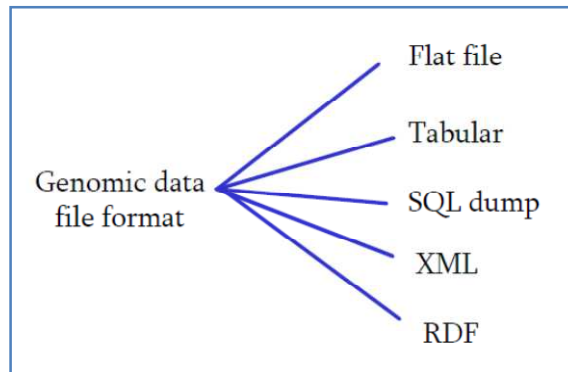 Flat file
Tabular
Genomic data
file format
SQL dump
XML
RDF